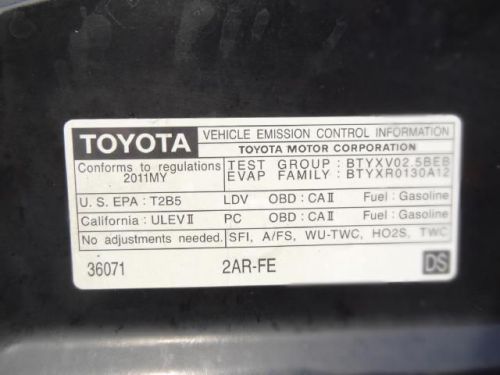 TOYOTA VEHICLE EMISSION CONTROL INFORMATION
TOYOTA MOTOR CORPORATION
Conforms to regulations TEST GROUP : BTYXV02.5BEB
2011MY EVAP FAMILY : BTYXR0130A12
U.S. EPA : T2B5 LDV OBD : CAⅡ Fuel : Gasoline
California : ULEVⅡ PC OBD : CAⅡ Fuel : Gasoline
No adjustments needed. SFI, A/FS, WU-TWC, HO2S, TWC
36071 2AR-FE DS